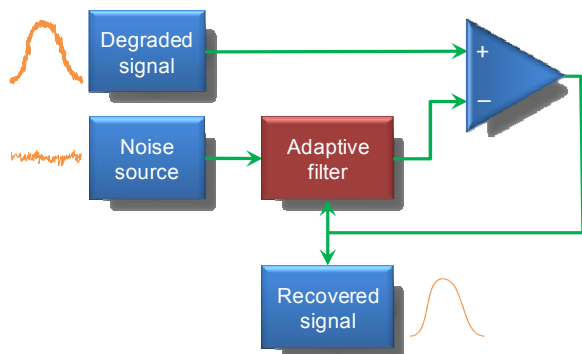 Degraded
signal
+
−
Noise
source
Adaptive
filter
Recovered
signal